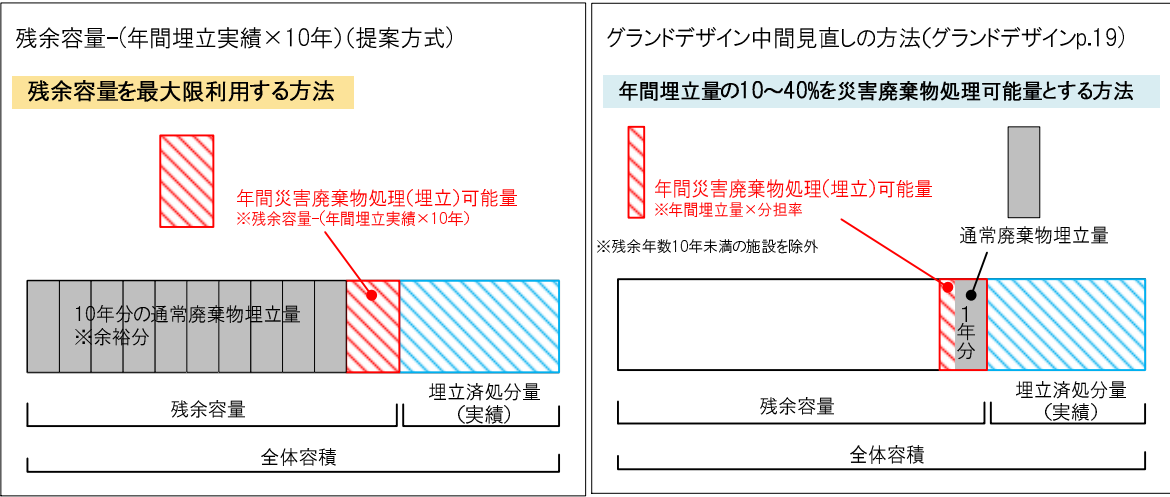 残余容量-(年間埋立実績×10年)(提案方式)
残余容量を最大限利用する方法
年間災害廃棄物処理(埋立)可能量
※残余容量-(年間埋立実績×10年)
10年分の通常廃棄物埋立量
※余裕分
残余容量
埋立済処分量
(実績)
全体容積
グランドデザイン中間見直しの方法(グランドデザインp.19)
年間埋立量の10～40%を災害廃棄物処理可能量とする方法
年間災害廃棄物処理(埋立)可能量
※年間埋立量×分担率
※残余年数10年未満の施設を除外
通常廃棄物埋立量
1年分
残余容量
埋立済処分量
(実績)
全体容積